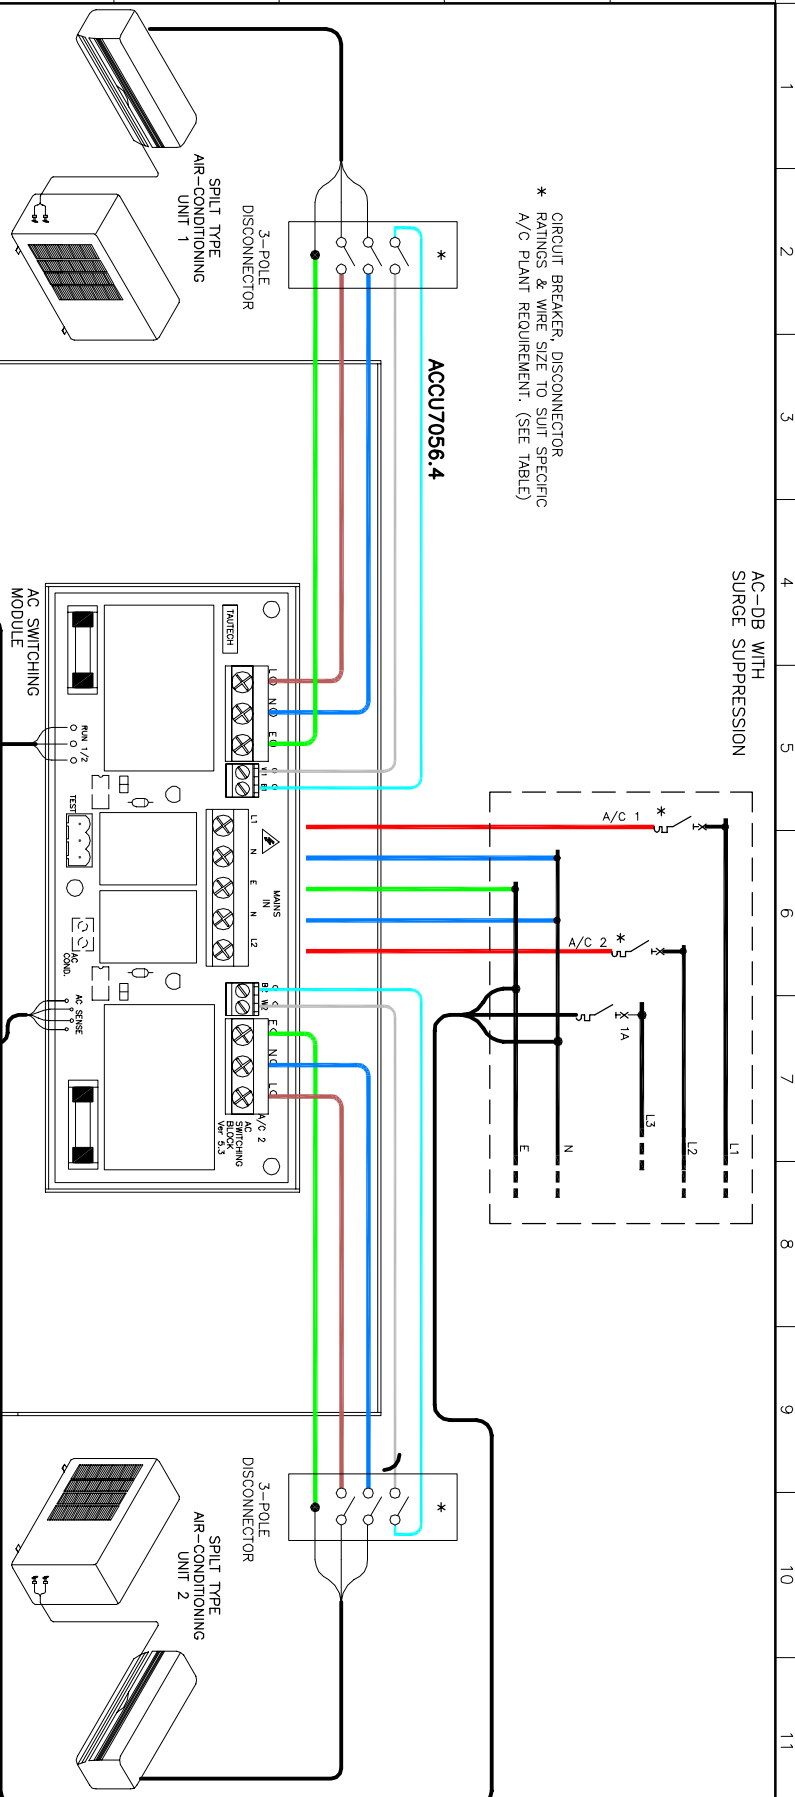 1
2
3
4
5
6
7
8
9
10
11
AC-DB WITH
SURGE SUPPRESSION
CIRCUIT BREAKER, DISCONNECTOR
* RATINGS & WIRE SIZE TO SUIT SPECIFIC
A/C PLANT REQUIREMENT. (SEE TABLE)
ACCU7056.4
A/C 1
*
A/C 2
*
1A
L1
L2
L3
N
E
*
3-POLE
DISCONNECTOR
SPILT TYPE
AIR-CONDITIONING
UNIT 1
*
3-POLE
DISCONNECTOR
SPILT TYPE
AIR-CONDITIONING
UNIT 2
AC SWITCHING
MODULE
TAUTECH
L
N
E
W1
B1
L1
N
E
N
L2
MAINS
IN
W2
E
N
L
A/C 2
AC
SWITCHING
BLOCK
Ver 5.3
RUN 1/2
TEST
AC
COND.
AC SENSE